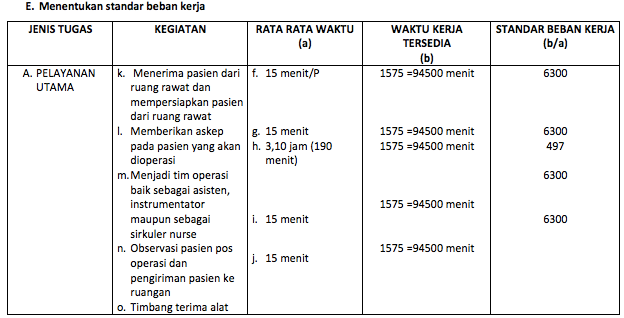 E. Menentukan standar beban kerja
JENIS TUGAS
KEGIATAN
RATA RATA WAKTU
(a)
WAKTU KERJA
TERSEDIA
(b)
STANDAR BEBAN KERJA
(b/a)
A. PELAYANAN
UTAMA
k. Menerima pasien dari
ruang rawat dan
mempersiapkan pasien
dari ruang rawat
l. Memberikan askep
pada pasien yang akan
dioperasi
m. Menjadi tim operasi
baik sebagai asisten,
instrumentator
maupun sebagai
sirkuler nurse
n. Observasi pasien pos
operasi dan
pengiriman pasien ke
ruangan
o. Timbang terima alat
f. 15 menit/P
g. 15 menit
h. 3,10 jam (190
menit)
i. 15 menit
j. 15 menit
1575 =94500 menit
1575 =94500 menit
1575 =94500 menit
1575 =94500 menit
1575 =94500 menit
6300
6300
497
6300
6300